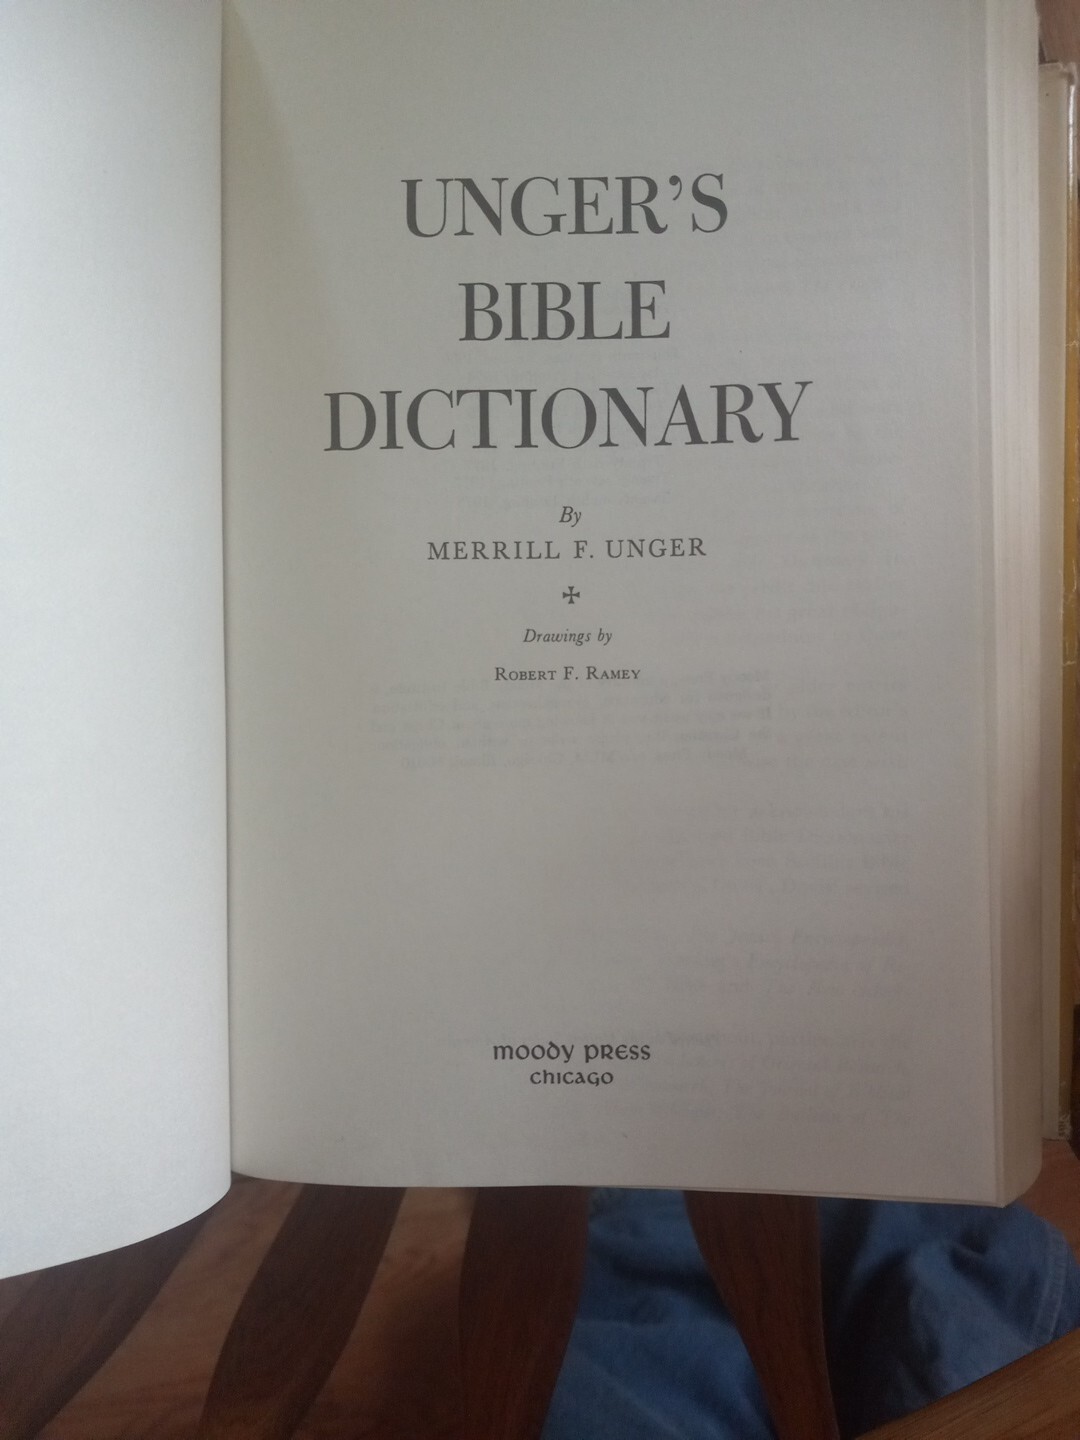 UNGER'S
BIBLE
DICTIONARY
By
MERRILL F. UNGER
✠
Drawings by
ROBERT F. RAMEY
MOODY PRESS
CHICAGO